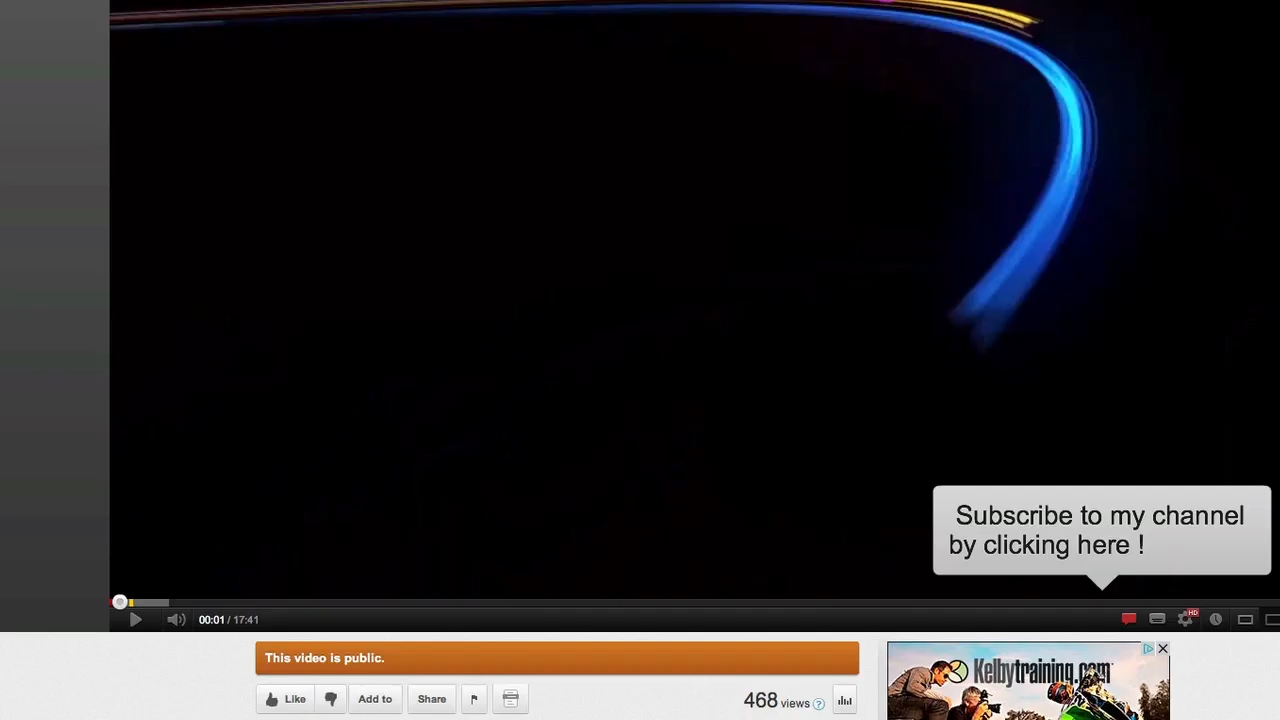 Subscribe to my channel
by clicking here !
00:01 / 17:41
HD
This video is public.
Like
Add to
Share
468 views ?
Kelbytraining.com